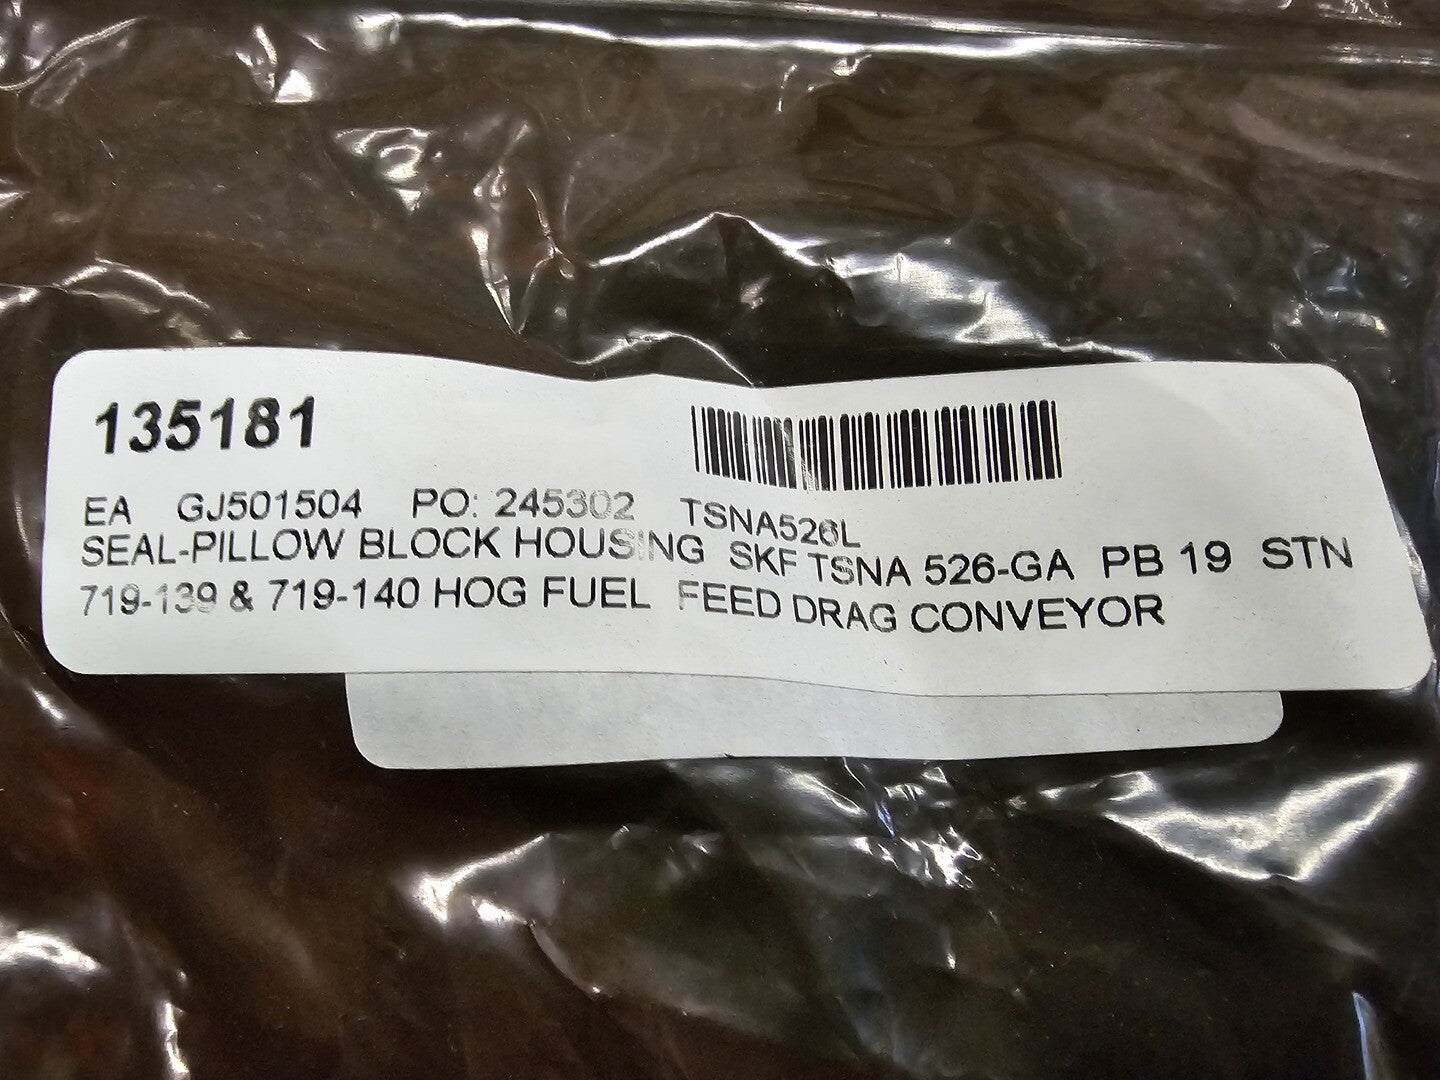 135181
EA GJ501504 PO: 245302 TSNA526L
SEAL-PILLOW BLOCK HOUSING SKF TSNA 526-GA PB 19 STN
719-139 & 719-140 HOG FUEL FEED DRAG CONVEYOR